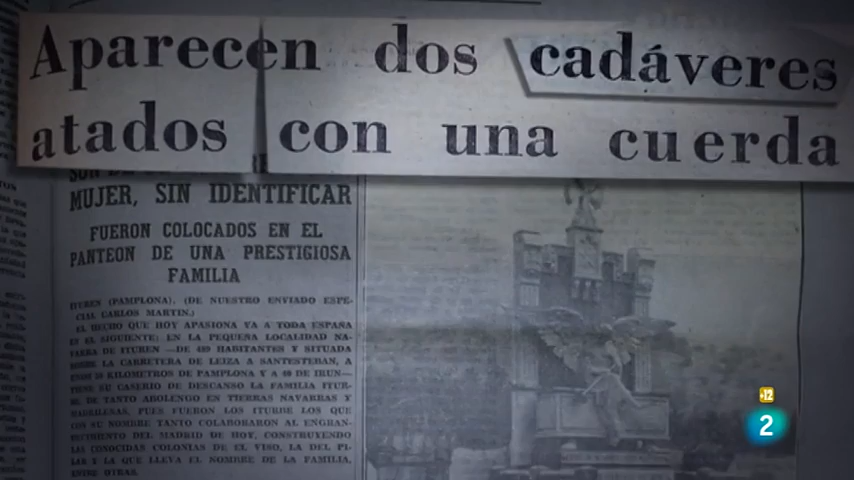 Aparecen dos cadáveres
atados con una cuerda
MUJER, SIN IDENTIFICAR
FUERON COLOCADOS EN EL
PANTEON DE UNA PRESTIGIOSA
FAMILIA
ITUREN (PAMPLONA). (DE NUESTRO ENVIADO ESPE-
CIAL CARLOS MARTIN.)
EL HECHO QUE HOY APASIONA YA A TODA ESPAÑA
ES EL SIGUIENTE: EN LA PEQUEÑA LOCALIDAD NA-
VARRA DE ITUREN —DE 489 HABITANTES Y SITUADA
SOBRE LA CARRETERA DE LEIZA A SANTESTEBAN, A
KILOMETROS DE PAMPLONA Y A 60 DE IRUN—
TIENE SU CASERIO DE DESCANSO LA FAMILIA ITUR-
DE, DE TANTO ABOLENGO EN TIERRAS NAVARRAS Y
MADRILEÑAS, PUES FUERON LOS ITURDE LOS QUE
CON SU NOMBRE TANTO COLABORARON AL ENGRAN-
DECIMIENTO DEL MADRID DE HOY, CONSTRUYENDO
LAS CONOCIDAS COLONIAS DE EL VISO, LA DEL PI-
LAR Y LA QUE LLEVA EL NOMBRE DE LA FAMILIA,
ENTRE OTRAS.
+12
2